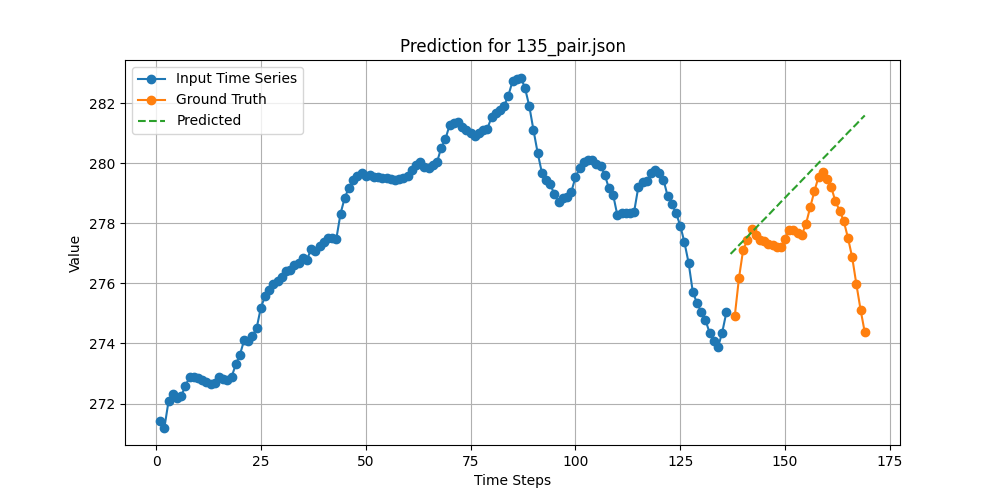 Prediction for 135_pair.json
Input Time Series
Ground Truth
Predicted
282
280
278
276
274
272
Value
0 25 50 75 100 125 150 175
Time Steps